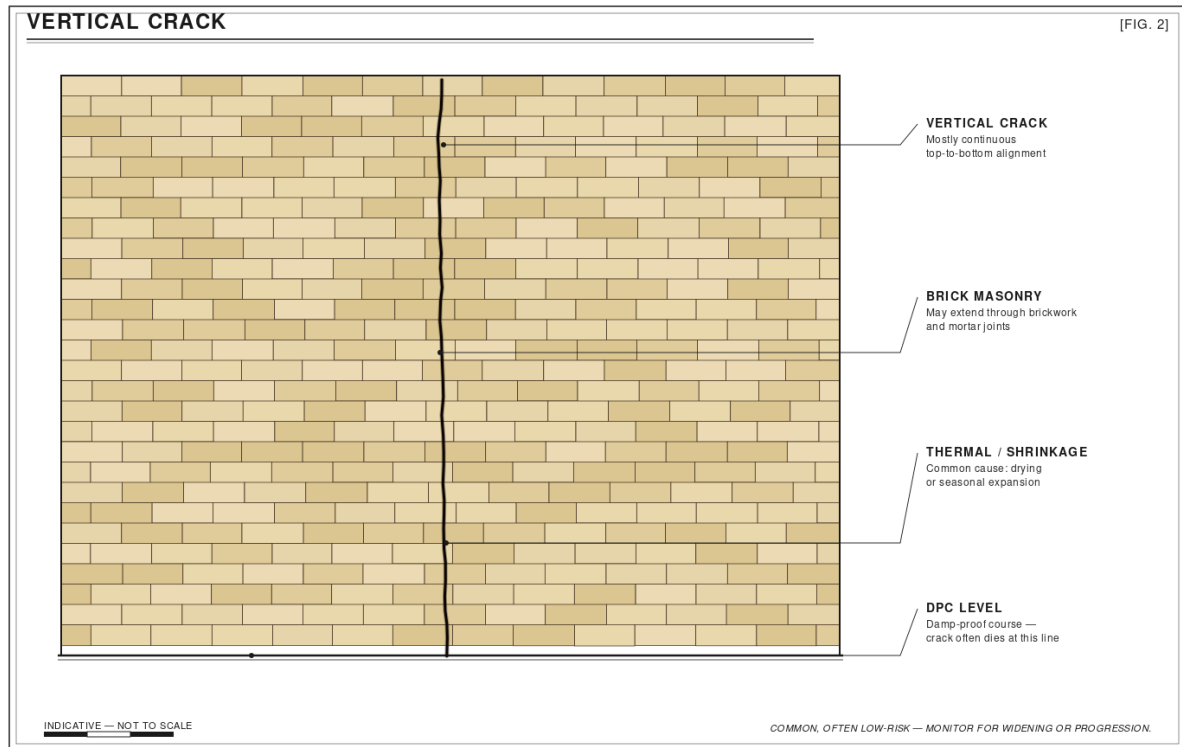 VERTICAL CRACK
[FIG. 2]
VERTICAL CRACK
Mostly continuous
top-to-bottom alignment
BRICK MASONRY
May extend through brickwork
and mortar joints
THERMAL / SHRINKAGE
Common cause: drying
or seasonal expansion
DPC LEVEL
Damp-proof course —
crack often dies at this line
INDICATIVE — NOT TO SCALE
COMMON, OFTEN LOW-RISK — MONITOR FOR WIDENING OR PROGRESSION.